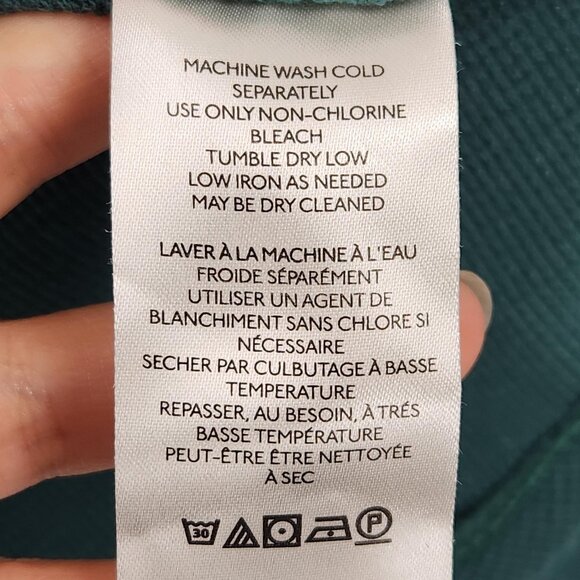 MACHINE WASH COLD
SEPARATELY
USE ONLY NON-CHLORINE
BLEACH
TUMBLE DRY LOW
LOW IRON AS NEEDED
MAY BE DRY CLEANED
LAVER À LA MACHINE À L'EAU
FROIDE SÉPARÉMENT
UTILISER UN AGENT DE
BLANCHIMENT SANS CHLORE SI
NÉCESSAIRE
SECHER PAR CULBUTAGE À BASSE
TEMPERATURE
REPASSER, AU BESOIN, À TRÉS
BASSE TEMPÉRATURE
PEUT-ÊTRE ÊTRE NETTOYÉE
À SEC
30 P